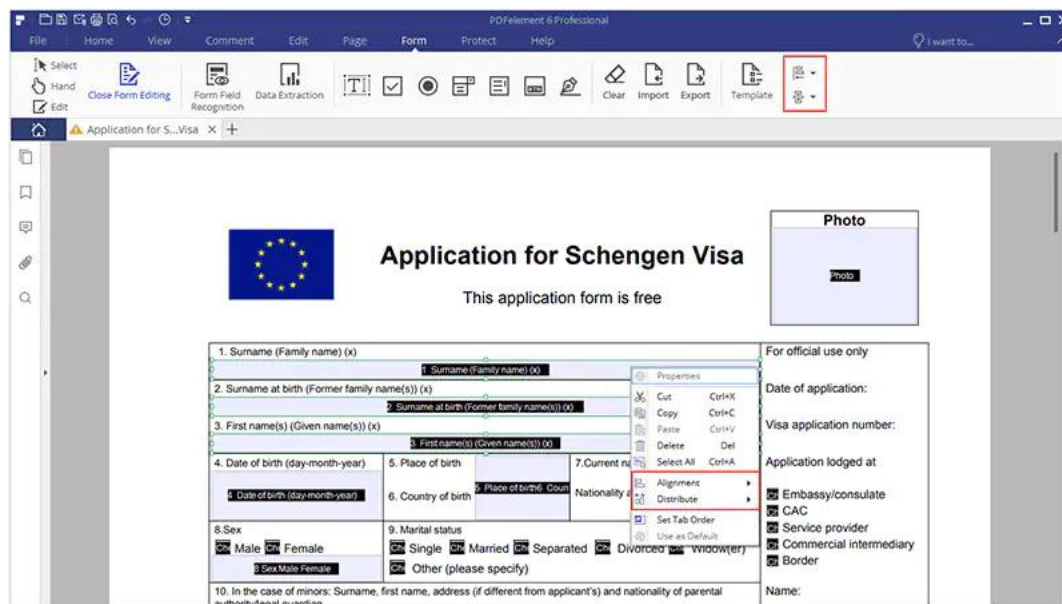 PDFelement 6 Professional
File Home View Comment Edit Page Form Protect Help I want to...
Select
Hand
Edit
Close Form Editing
Form Field Recognition
Data Extraction
Clear Import Export Template
Application for S...Visa
Application for Schengen Visa
This application form is free
Photo
Photo
1. Surname (Family name) (x)
1 Surname (Family name) (x)
2. Surname at birth (Former family name(s)) (x)
2 Surname at birth (Former family name(s)) (x)
3. First name(s) (Given name(s)) (x)
3. First name(s) (Given name(s)) (x)
4. Date of birth (day-month-year)
4 Date of birth (day-month-year)
5. Place of birth
6. Country of birth
5 Place of birth6 Coun
7.Current na
Nationality a
8.Sex
Male Female
8 Sex Male Female
9. Marital status
Single Married Separated Divorced Widow(er)
Other (please specify)
10. In the case of minors: Surname, first name, address (if different from applicant's) and nationality of parental
authority/legal guardian
Properties
Cut Ctrl+X
Copy Ctrl+C
Paste Ctrl+V
Delete Del
Select All Ctrl+A
Alignment
Distribute
Set Tab Order
Use as Default
For official use only
Date of application:
Visa application number:
Application lodged at
Embassy/consulate
CAC
Service provider
Commercial intermediary
Border
Name: